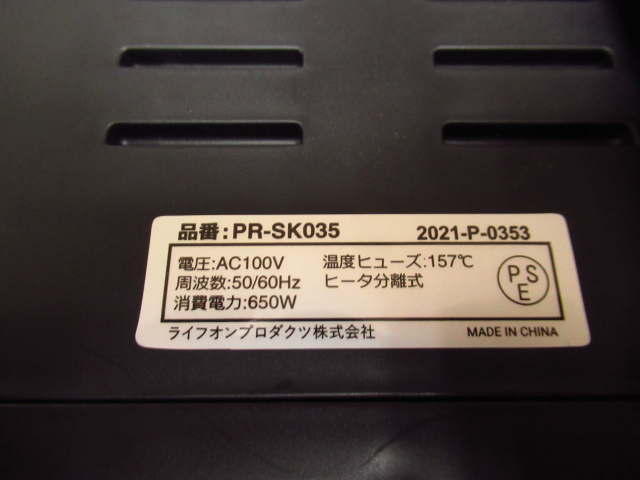 品番:PR-SK035 2021-P-0353
電圧:AC100V 温度ヒューズ:157℃
周波数:50/60Hz ヒータ分離式
消費電力:650W
PSE
ライフオンプロダクツ株式会社 MADE IN CHINA